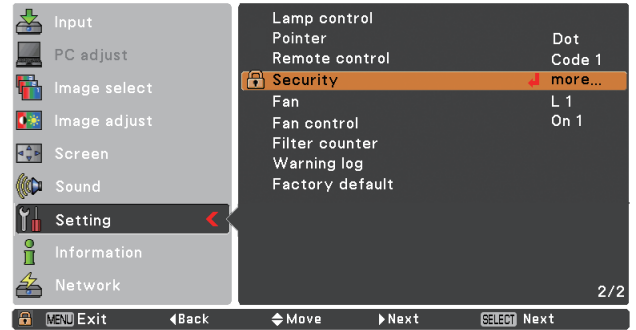 Input
PC adjust
Image select
Image adjust
Screen
Sound
Setting
Information
Network
Lamp control
Pointer Dot
Remote control Code 1
Security more...
Fan L 1
Fan control On 1
Filter counter
Warning log
Factory default
2/2
MENU Exit Back Move Next SELECT Next